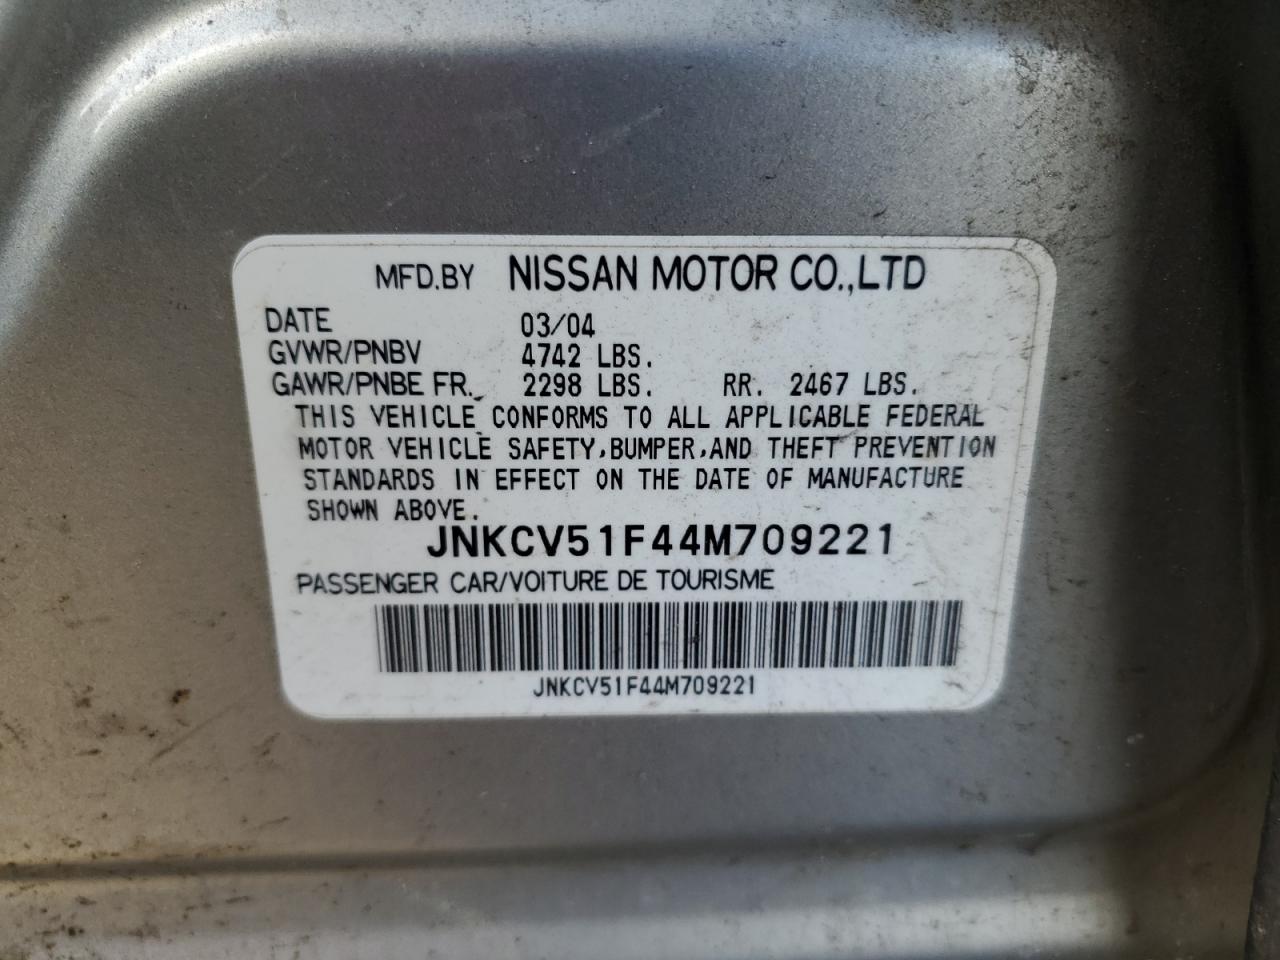 MFD.BY NISSAN MOTOR CO.,LTD
DATE 03/04
GVWR/PNBV 4742 LBS.
GAWR/PNBE FR. 2298 LBS. RR. 2467 LBS.
THIS VEHICLE CONFORMS TO ALL APPLICABLE FEDERAL
MOTOR VEHICLE SAFETY,BUMPER,AND THEFT PREVENTION
STANDARDS IN EFFECT ON THE DATE OF MANUFACTURE
SHOWN ABOVE.
JNKCV51F44M709221
PASSENGER CAR/VOITURE DE TOURISME
JNKCV51F44M709221